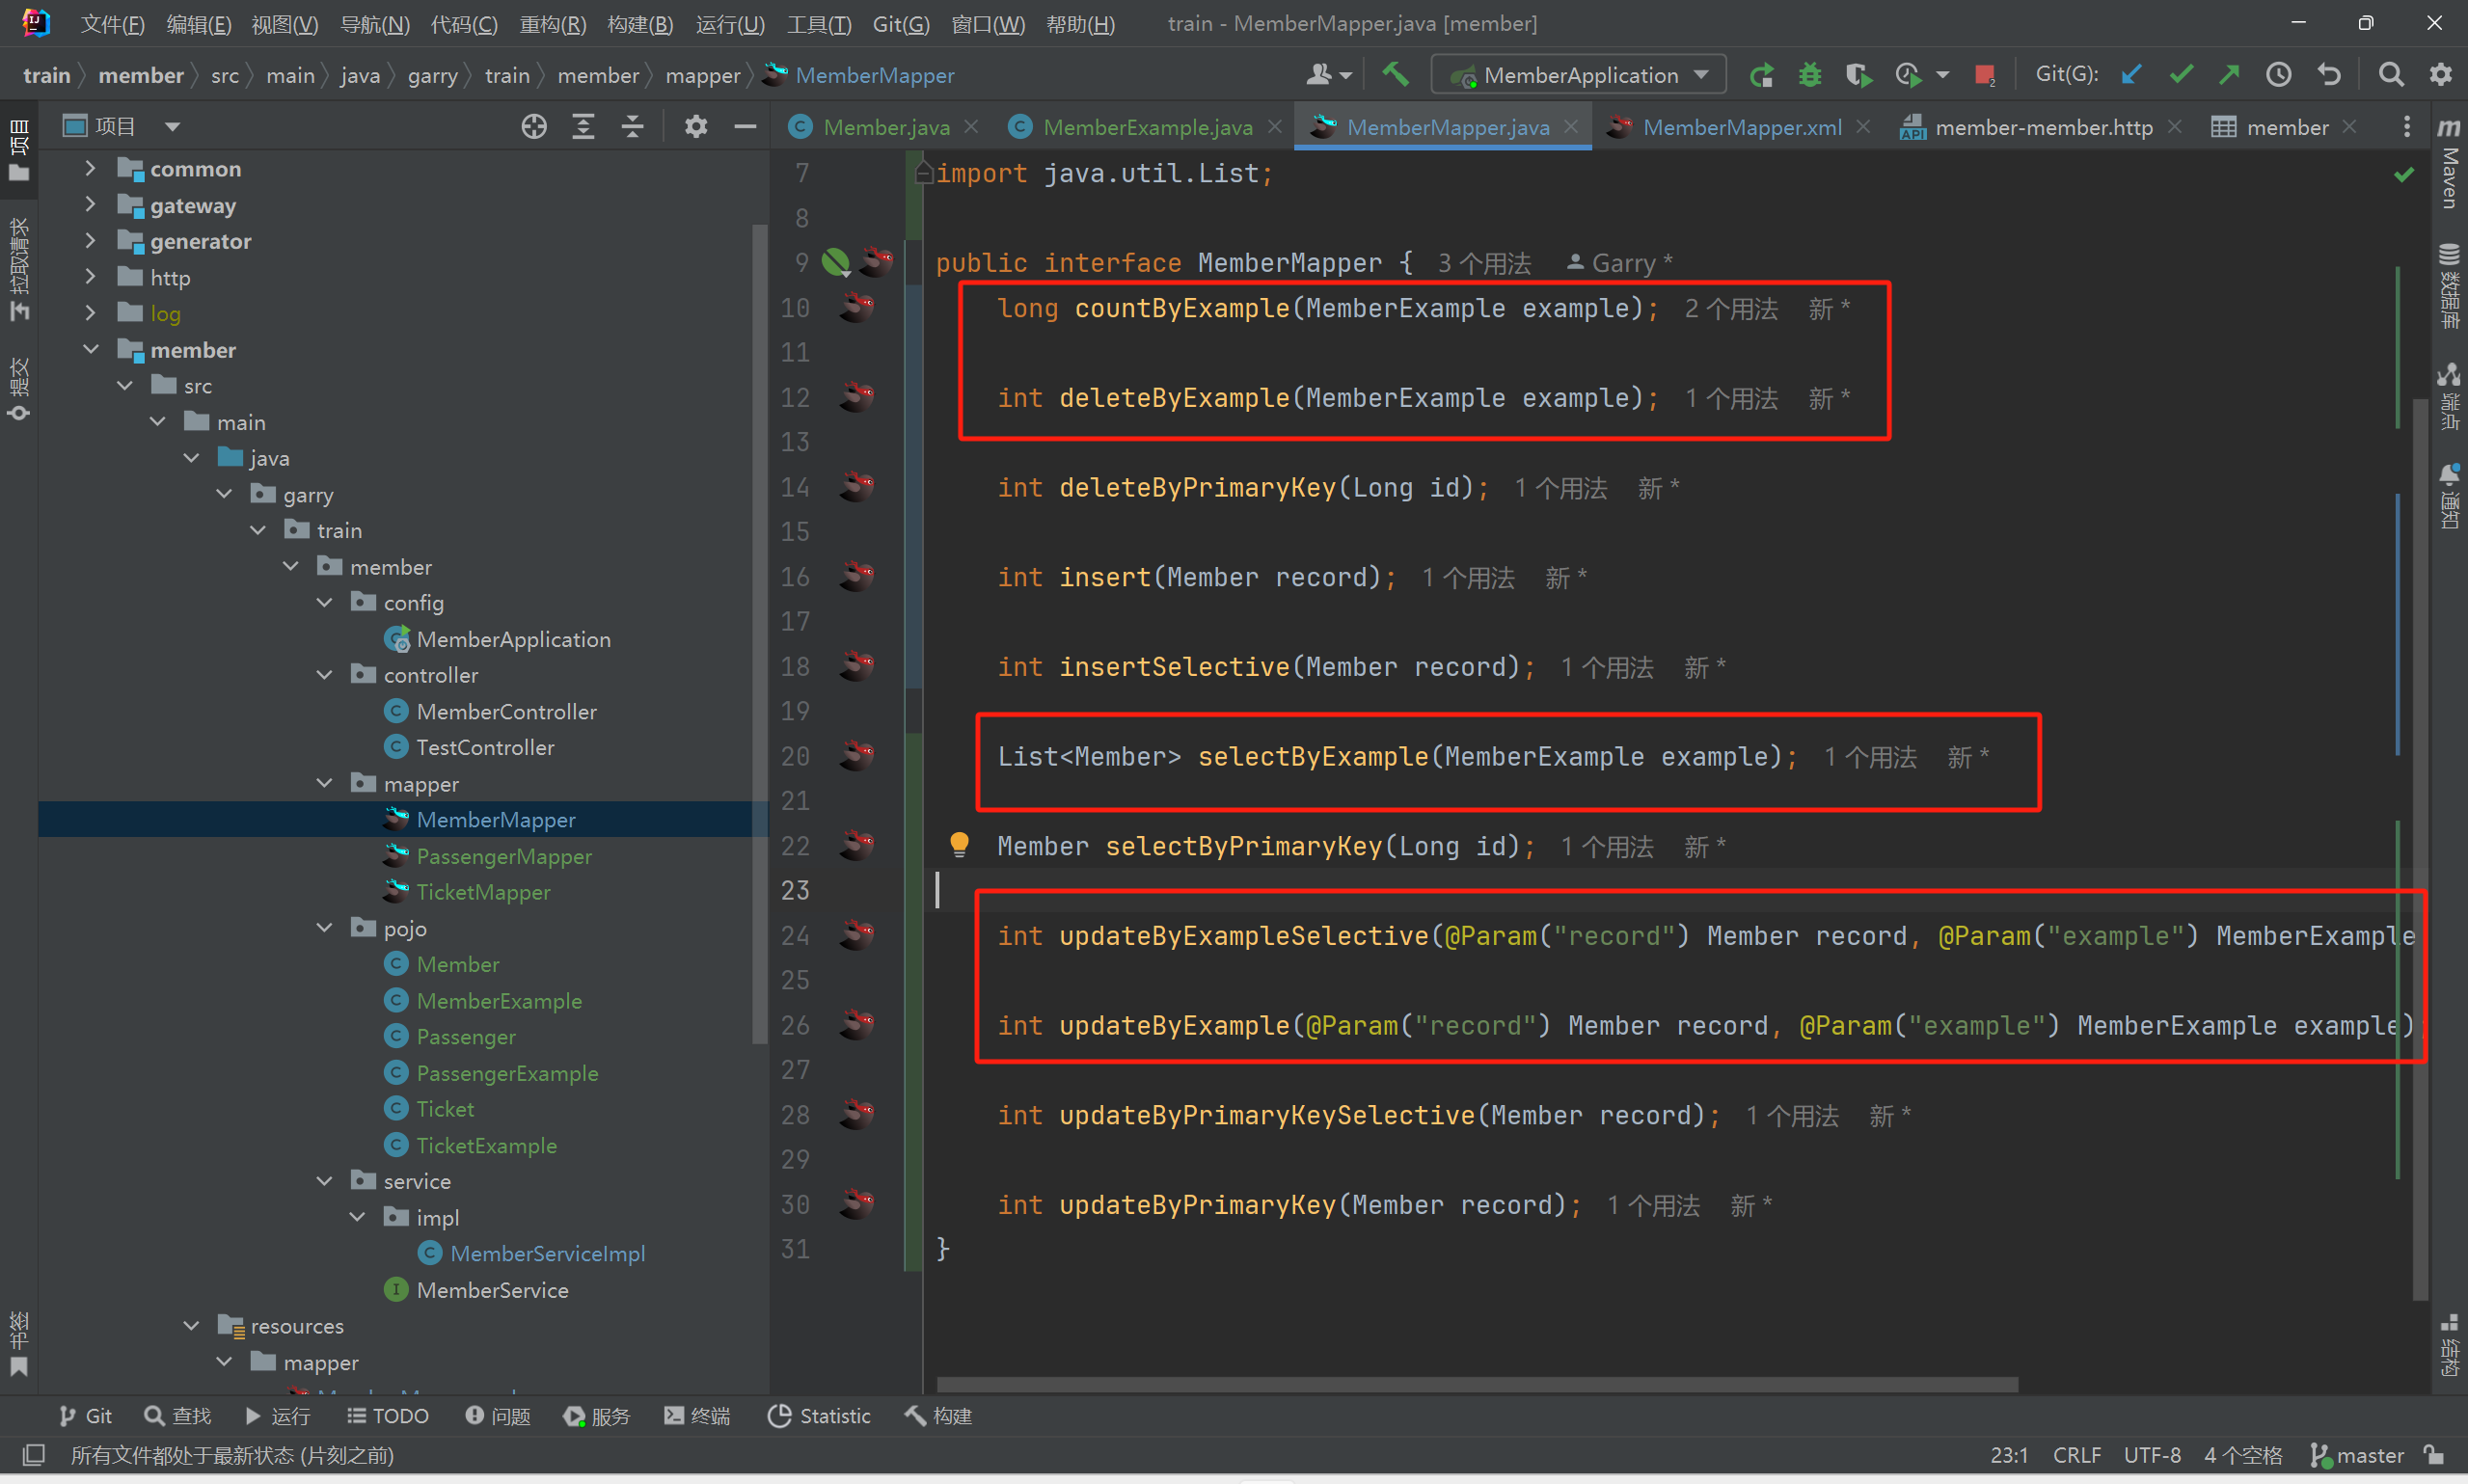 文件(F) 编辑(E) 视图(V) 导航(N) 代码(C) 重构(R) 构建(B) 运行(U) 工具(T) Git(G) 窗口(W) 帮助(H) train - MemberMapper.java [member]
train member src main java garry train member mapper MemberMapper MemberApplication Git(G):
项目
Member.java MemberExample.java MemberMapper.java MemberMapper.xml member-member.http member
项目
拉取请求
提交
书签
common
gateway
generator
http
log
member
src
main
java
garry
train
member
config
MemberApplication
controller
MemberController
TestController
mapper
MemberMapper
PassengerMapper
TicketMapper
pojo
Member
MemberExample
Passenger
PassengerExample
Ticket
TicketExample
service
impl
MemberServiceImpl
MemberService
resources
mapper
7 import java.util.List;
8
9 public interface MemberMapper { 3 个用法 Garry *
10 long countByExample(MemberExample example); 2 个用法 新 *
11
12 int deleteByExample(MemberExample example); 1 个用法 新 *
13
14 int deleteByPrimaryKey(Long id); 1 个用法 新 *
15
16 int insert(Member record); 1 个用法 新 *
17
18 int insertSelective(Member record); 1 个用法 新 *
19
20 List<Member> selectByExample(MemberExample example); 1 个用法 新 *
21
22 Member selectByPrimaryKey(Long id); 1 个用法 新 *
23
24 int updateByExampleSelective(@Param("record") Member record, @Param("example") MemberExample
25
26 int updateByExample(@Param("record") Member record, @Param("example") MemberExample example)
27
28 int updateByPrimaryKeySelective(Member record); 1 个用法 新 *
29
30 int updateByPrimaryKey(Member record); 1 个用法 新 *
31 }
m Maven
数据库
端点
通知
结构
Git 查找 运行 TODO 问题 服务 终端 Statistic 构建
所有文件都处于最新状态 (片刻之前) 23:1 CRLF UTF-8 4 个空格 master